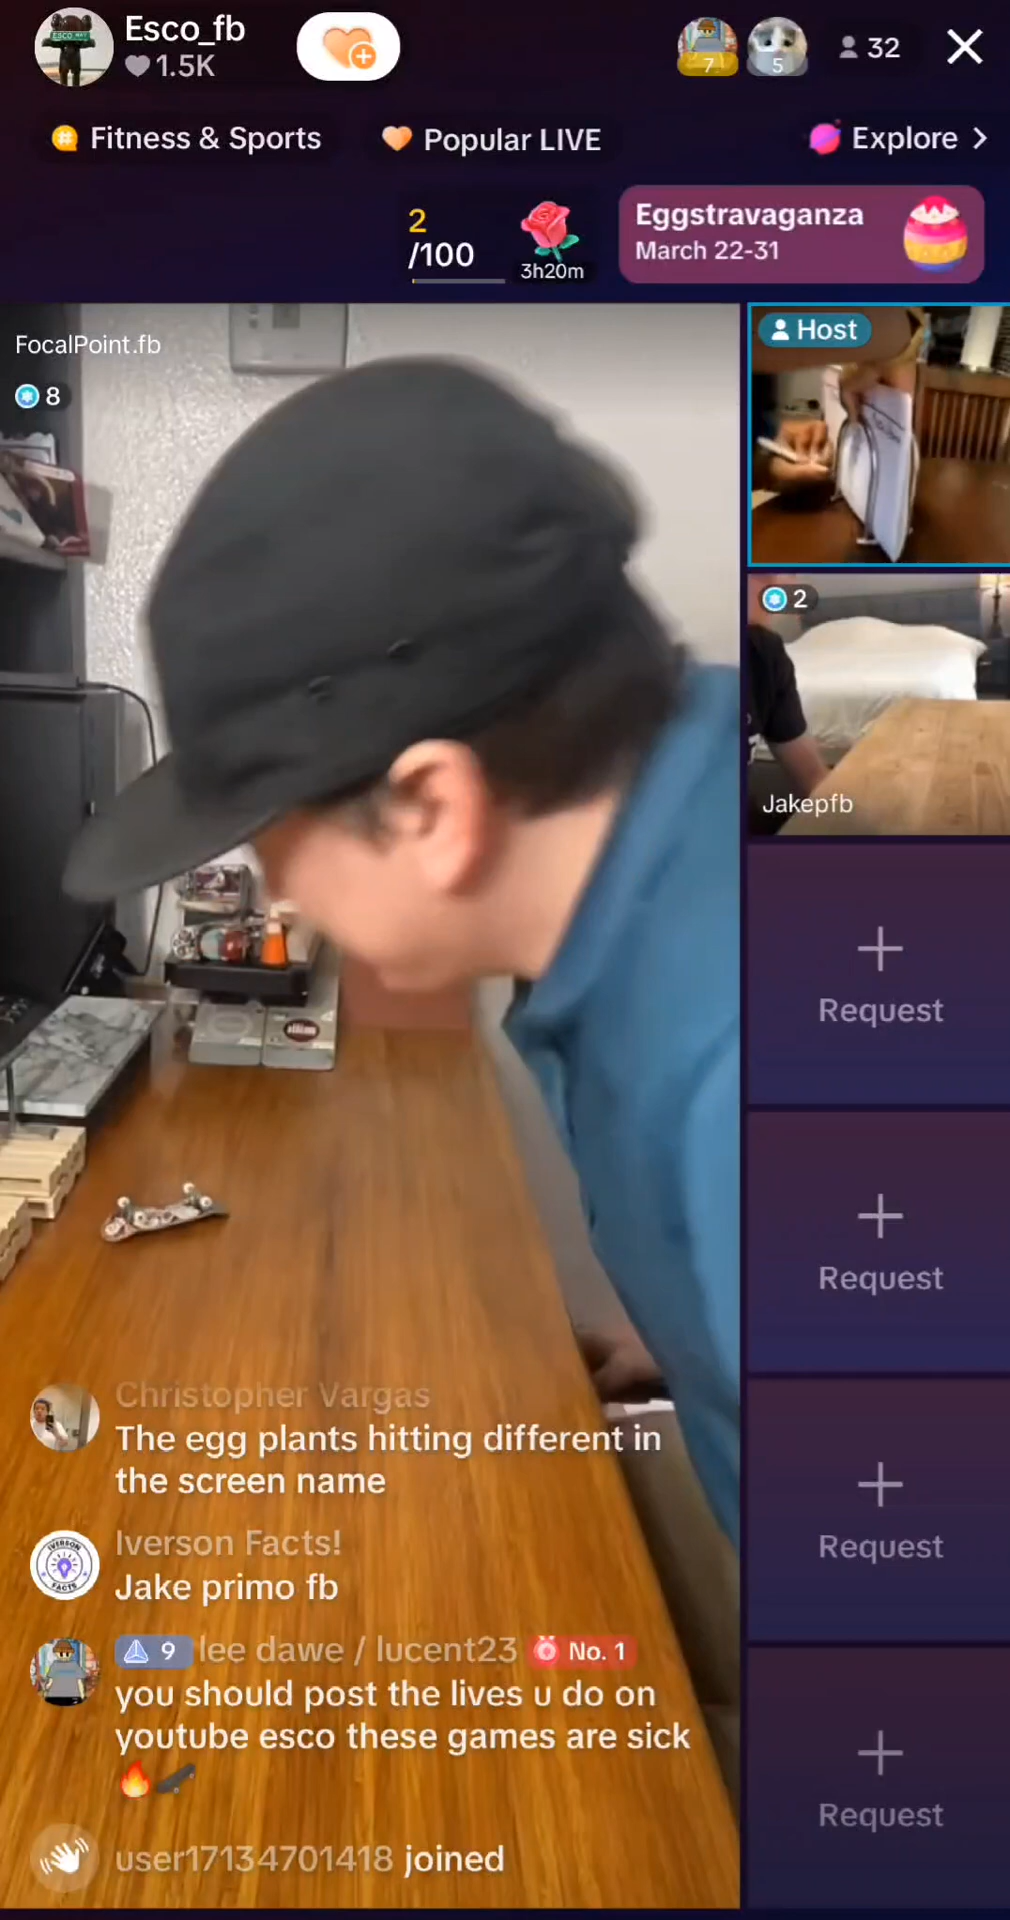 Esco_fb
1.5K
7
5
32
Fitness & Sports
Popular LIVE
Explore >
2
/100
3h20m
Eggstravaganza
March 22-31
FocalPoint.fb
8
Host
2
Jakepfb
Request
Request
Request
Request
Christopher Vargas
The egg plants hitting different in
the screen name
Iverson Facts!
Jake primo fb
9 lee dawe / lucent23 No. 1
you should post the lives u do on
youtube esco these games are sick
🔥🛹
user17134701418 joined